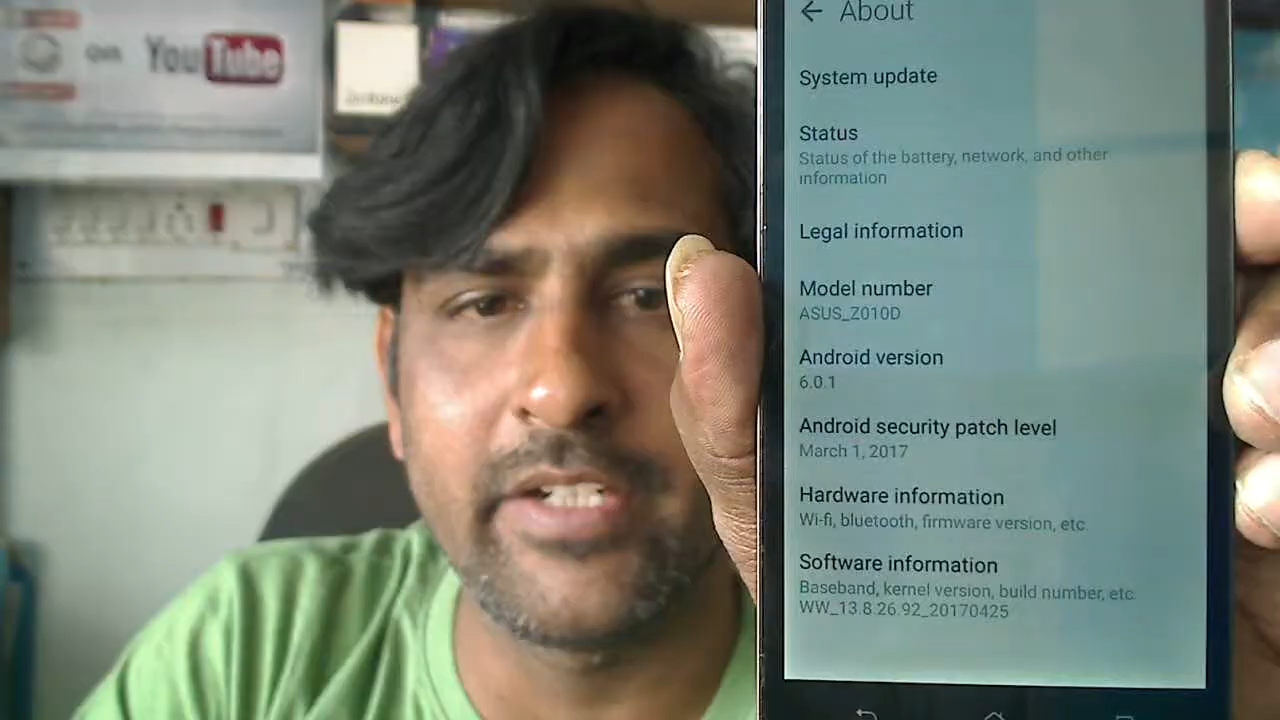 on YouTube
About
System update
Status
Status of the battery, network, and other
information
Legal information
Model number
ASUS_Z010D
Android version
6.0.1
Android security patch level
March 1, 2017
Hardware information
Wi-fi, bluetooth, firmware version, etc
Software information
Baseband, kernel version, build number, etc.
WW_13.8.26.92_20170425